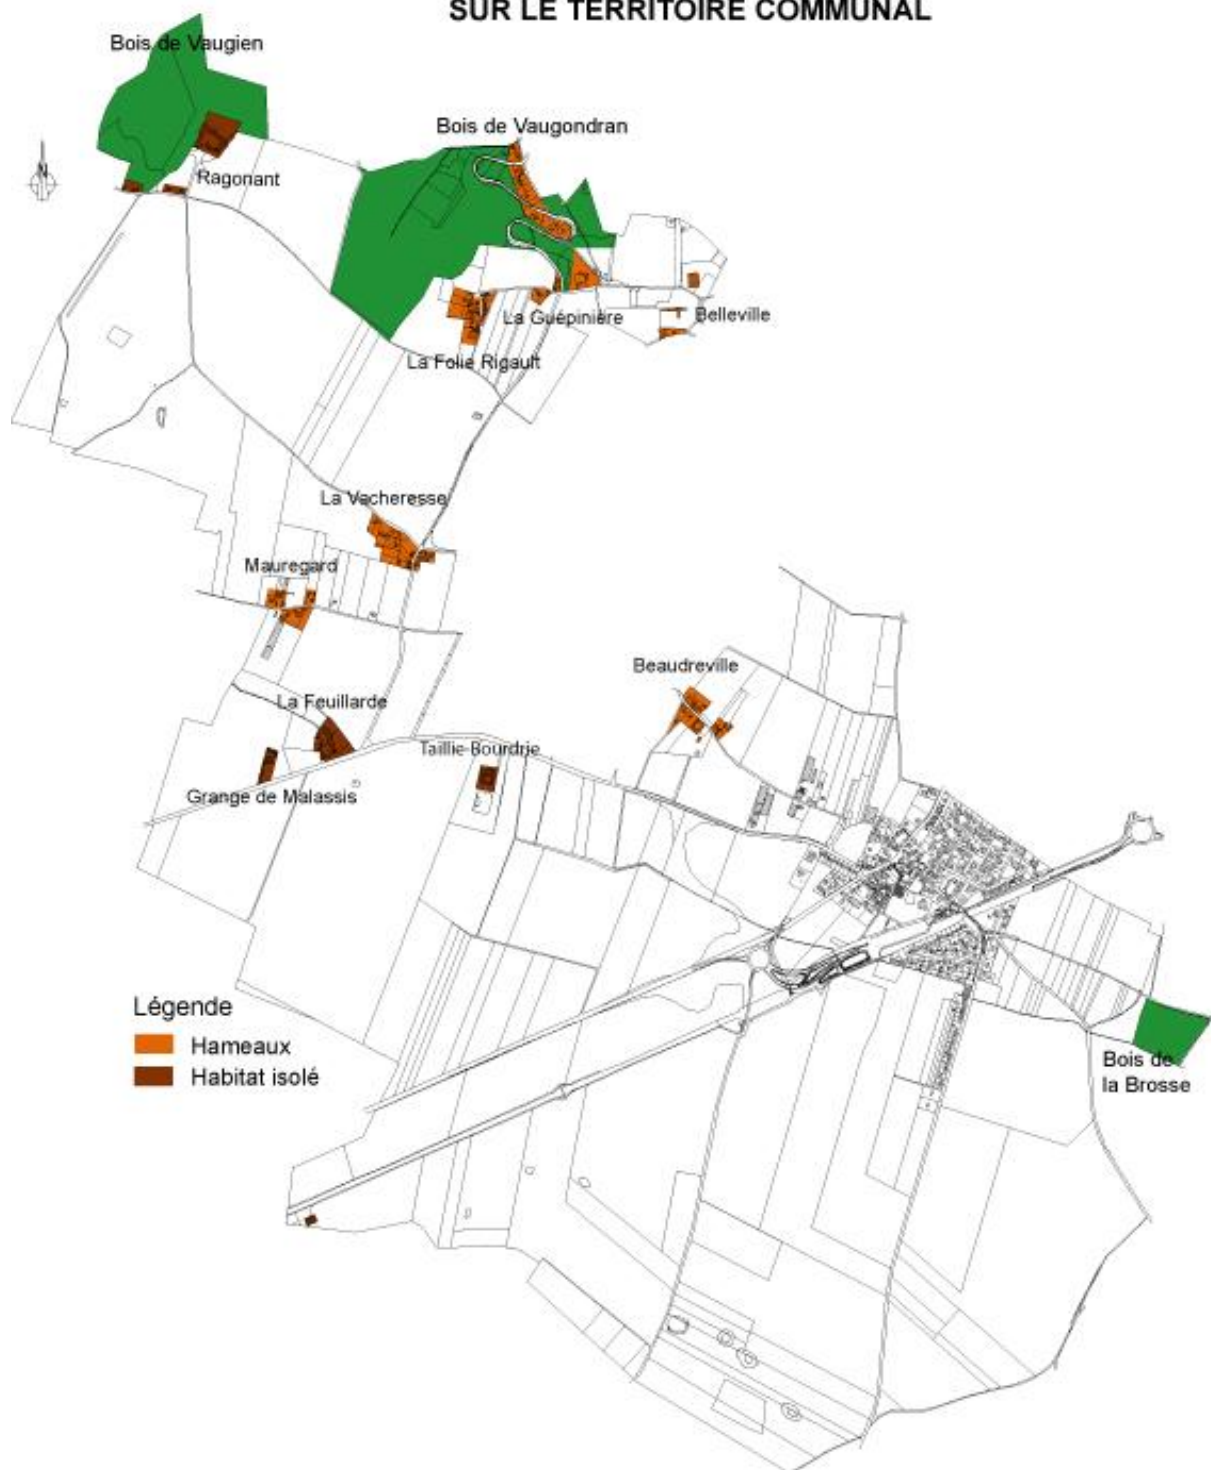 SUR LE TERRITOIRE COMMUNAL
Bois de Vaugien
Bois de Vaugondran
N
Ragonant
La Guépinière
Belleville
La Folie Rigault
La Vacheresse
Mauregard
Beaudreville
La Feuillarde
Taillie Bourdrie
Grange de Malassis
Légende
Hameaux
Habitat isolé
Bois de
la Brosse